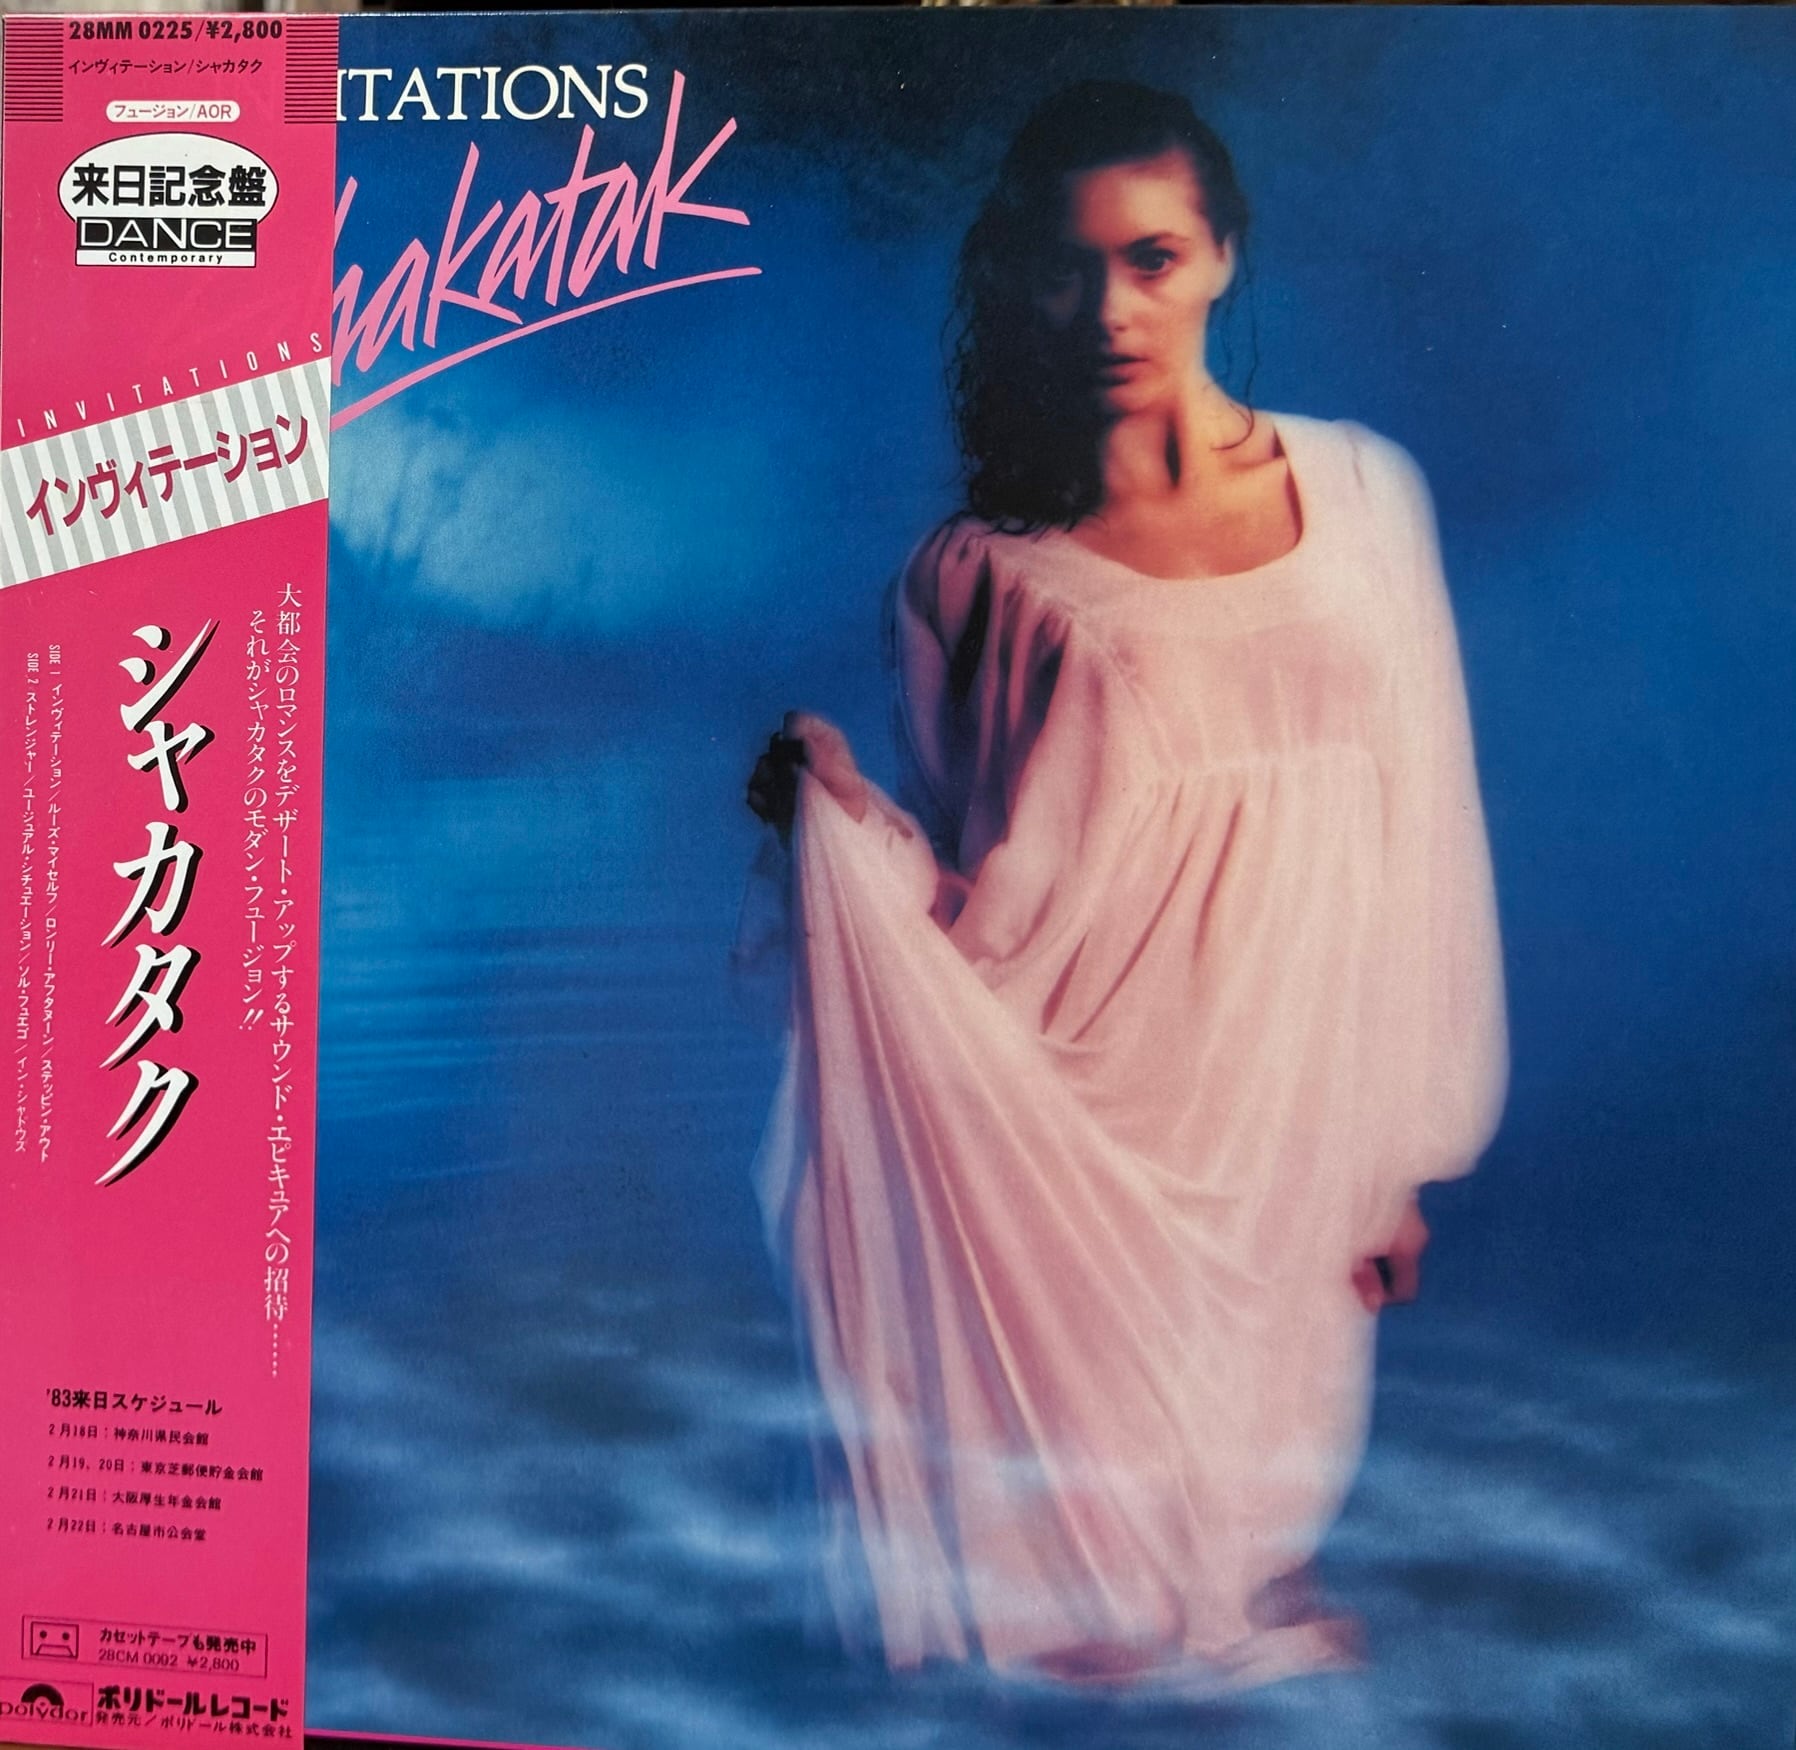 28MM 0225/¥2,800
インヴィテーション/シャカタク
フュージョン/AOR
来日記念盤
DANCE
Contemporary
ITATIONS
hakatak
INVITATIONS
インヴィテーション
大都会のロマンスをデザート・アップするサウンド・エピキュアへの招待……
それがシャカタクのモダン・フュージョン!!
シャカタク
SIDE 1 インヴィテーション/ルーズ・マイセルフ/ロンリー・アフタヌーン/ステッピン・アウト
SIDE 2 ストレンジャー/ユージュアル・シチュエーション/ソル・フュエゴ/イン・シャドウズ
'83来日スケジュール
2月18日:神奈川県民会館
2月19、20日:東京芝郵便貯金会館
2月21日:大阪厚生年金会館
2月22日:名古屋市公会堂
カセットテープも発売中
28CM 0092 ¥2,800
polydor
ポリドールレコード
発売元/ポリドール株式会社